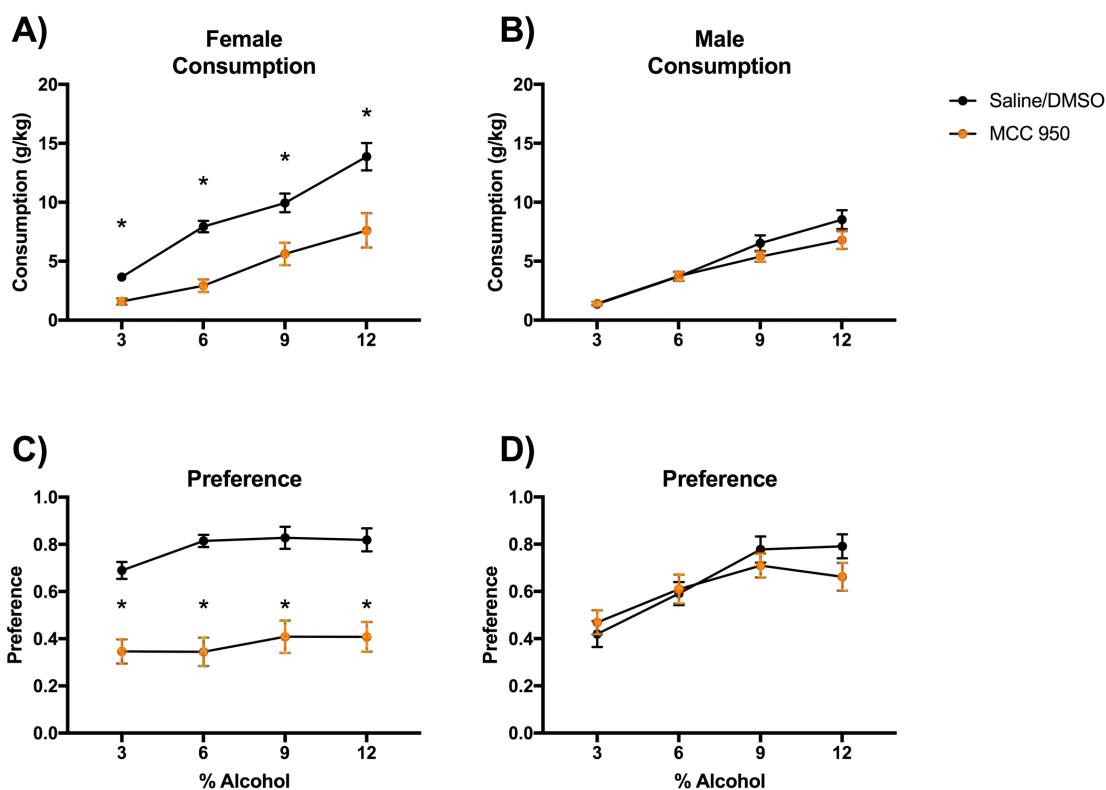 A)
Female
Consumption
Consumption (g/kg)
20
15
10
5
0
*
*
*
*
3
6
9
12
B)
Male
Consumption
Consumption (g/kg)
20
15
10
5
0
3
6
9
12
Saline/DMSO
MCC 950
C)
Preference
Preference
1.0
0.8
0.6
0.4
0.2
0.0
*
*
*
*
3
6
9
12
% Alcohol
D)
Preference
Preference
1.0
0.8
0.6
0.4
0.2
0.0
3
6
9
12
% Alcohol